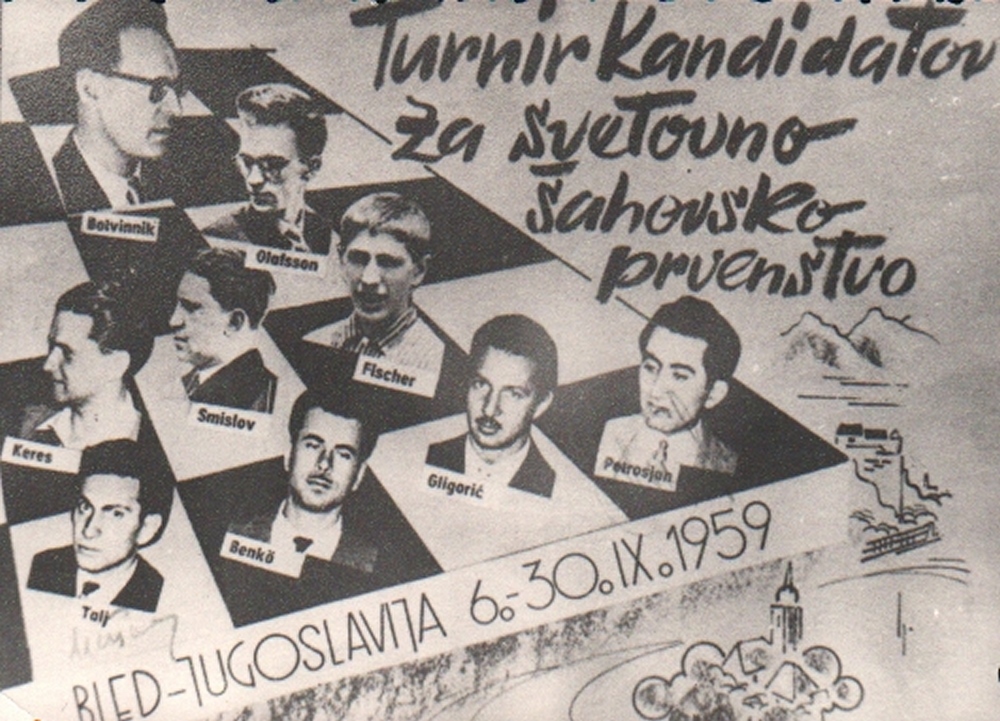 Turnir Kandidatov
za svetovno
šahovsko
prvenstvo
Botvinnik
Olafsson
Fischer
Smislov
Keres
Petrosjan
Gligorić
Benkö
Talj
BLED-JUGOSLAVIJA 6.-30.IX.1959